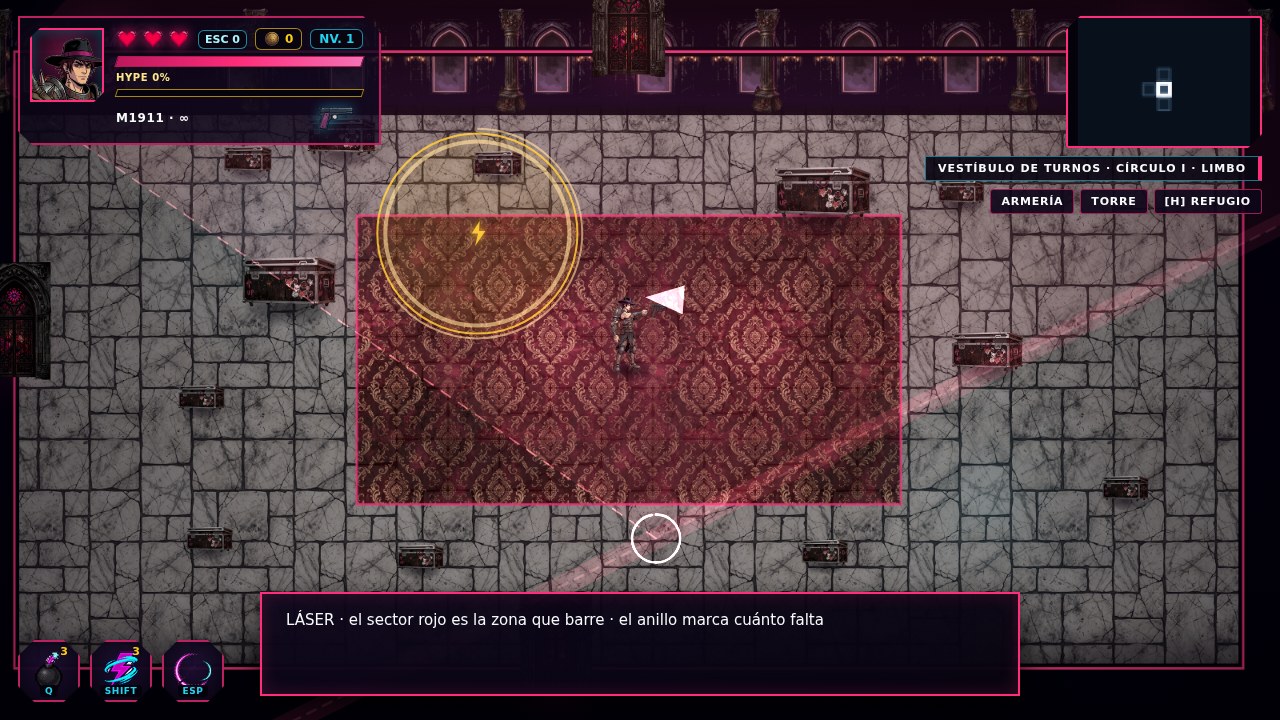 ESC 0
0
NV. 1
HYPE 0%
M1911 · ∞
VESTÍBULO DE TURNOS · CÍRCULO I · LIMBO
ARMERÍA
TORRE
[H] REFUGIO
LÁSER · el sector rojo es la zona que barre · el anillo marca cuánto falta
3
Q
3
SHIFT
ESP